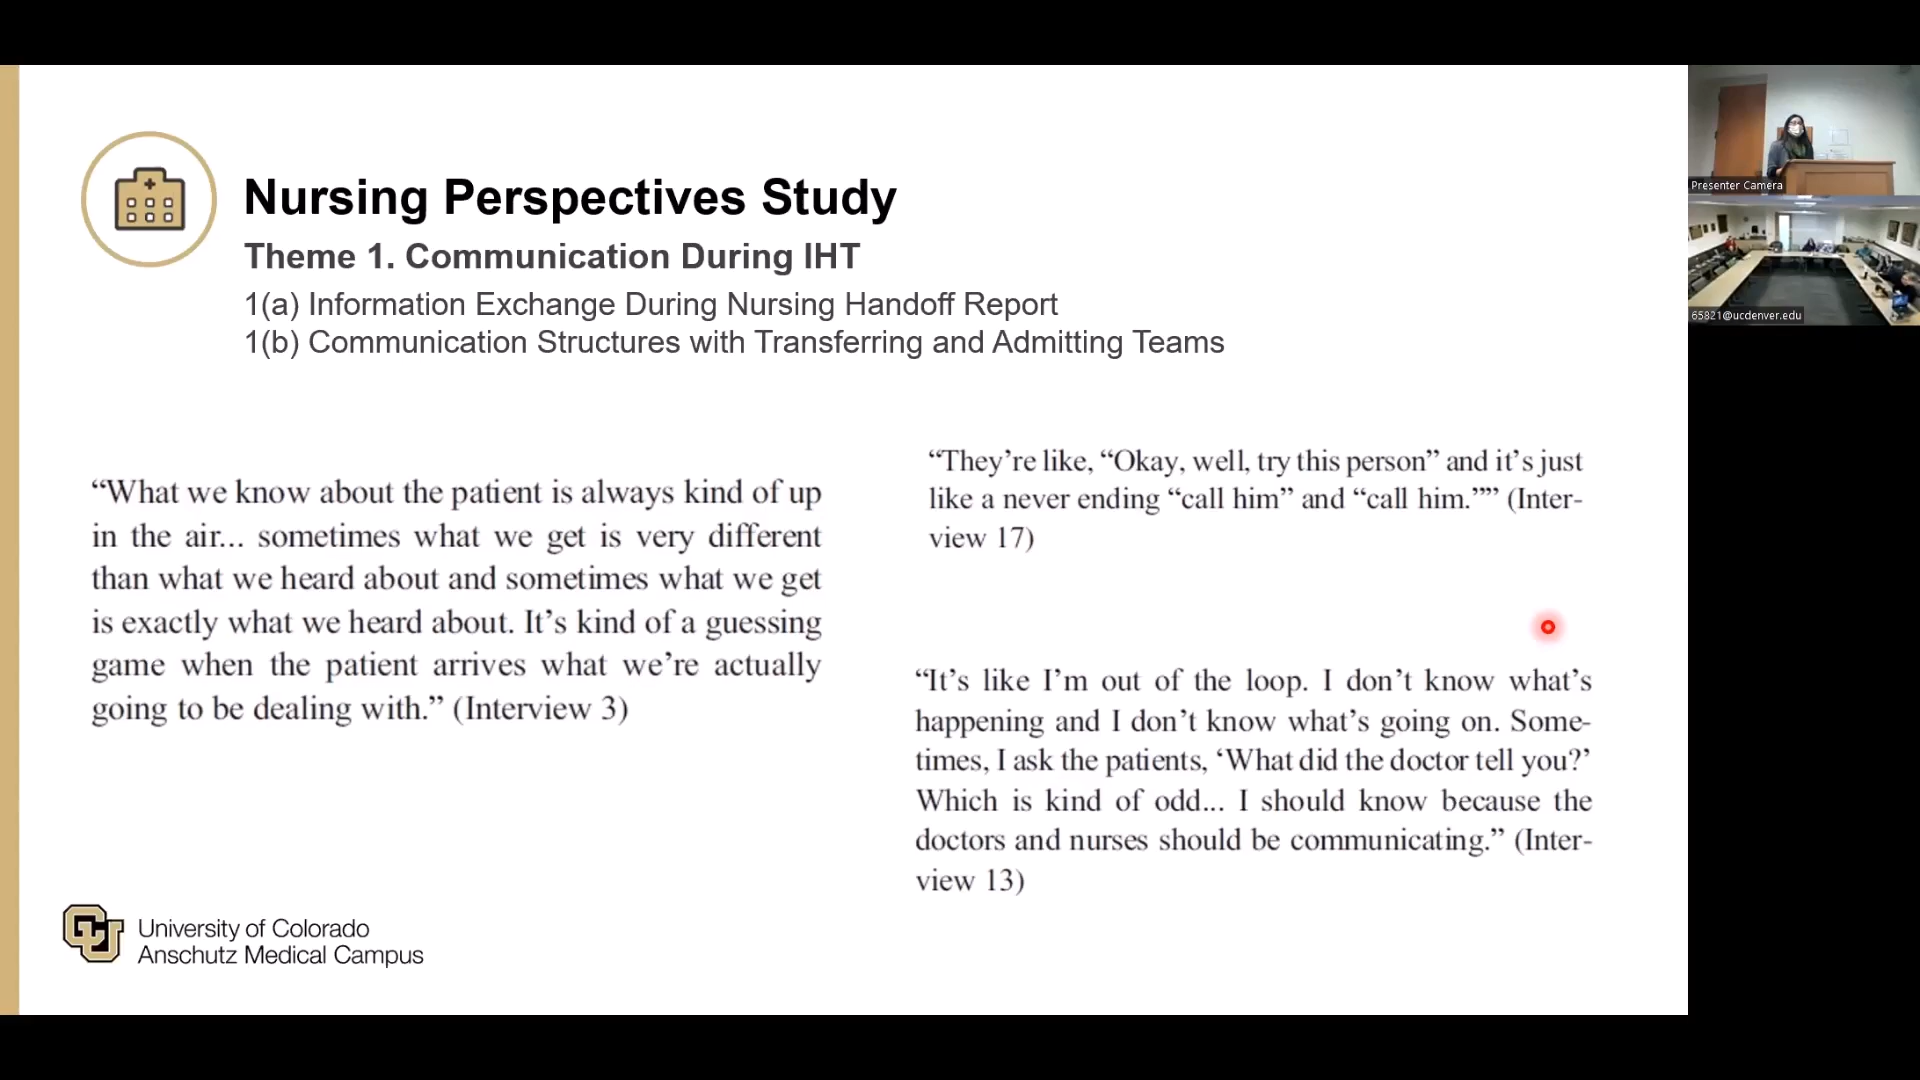 Nursing Perspectives Study
Theme 1. Communication During IHT
1(a) Information Exchange During Nursing Handoff Report
1(b) Communication Structures with Transferring and Admitting Teams
“What we know about the patient is always kind of up
in the air... sometimes what we get is very different
than what we heard about and sometimes what we get
is exactly what we heard about. It’s kind of a guessing
game when the patient arrives what we’re actually
going to be dealing with.” (Interview 3)
“They’re like, “Okay, well, try this person” and it’s just
like a never ending “call him” and “call him.”” (Inter-
view 17)
“It’s like I’m out of the loop. I don’t know what’s
happening and I don’t know what’s going on. Some-
times, I ask the patients, ‘What did the doctor tell you?’
Which is kind of odd... I should know because the
doctors and nurses should be communicating.” (Inter-
view 13)
CU
University of Colorado
Anschutz Medical Campus
Presenter Camera
65821@ucdenver.edu